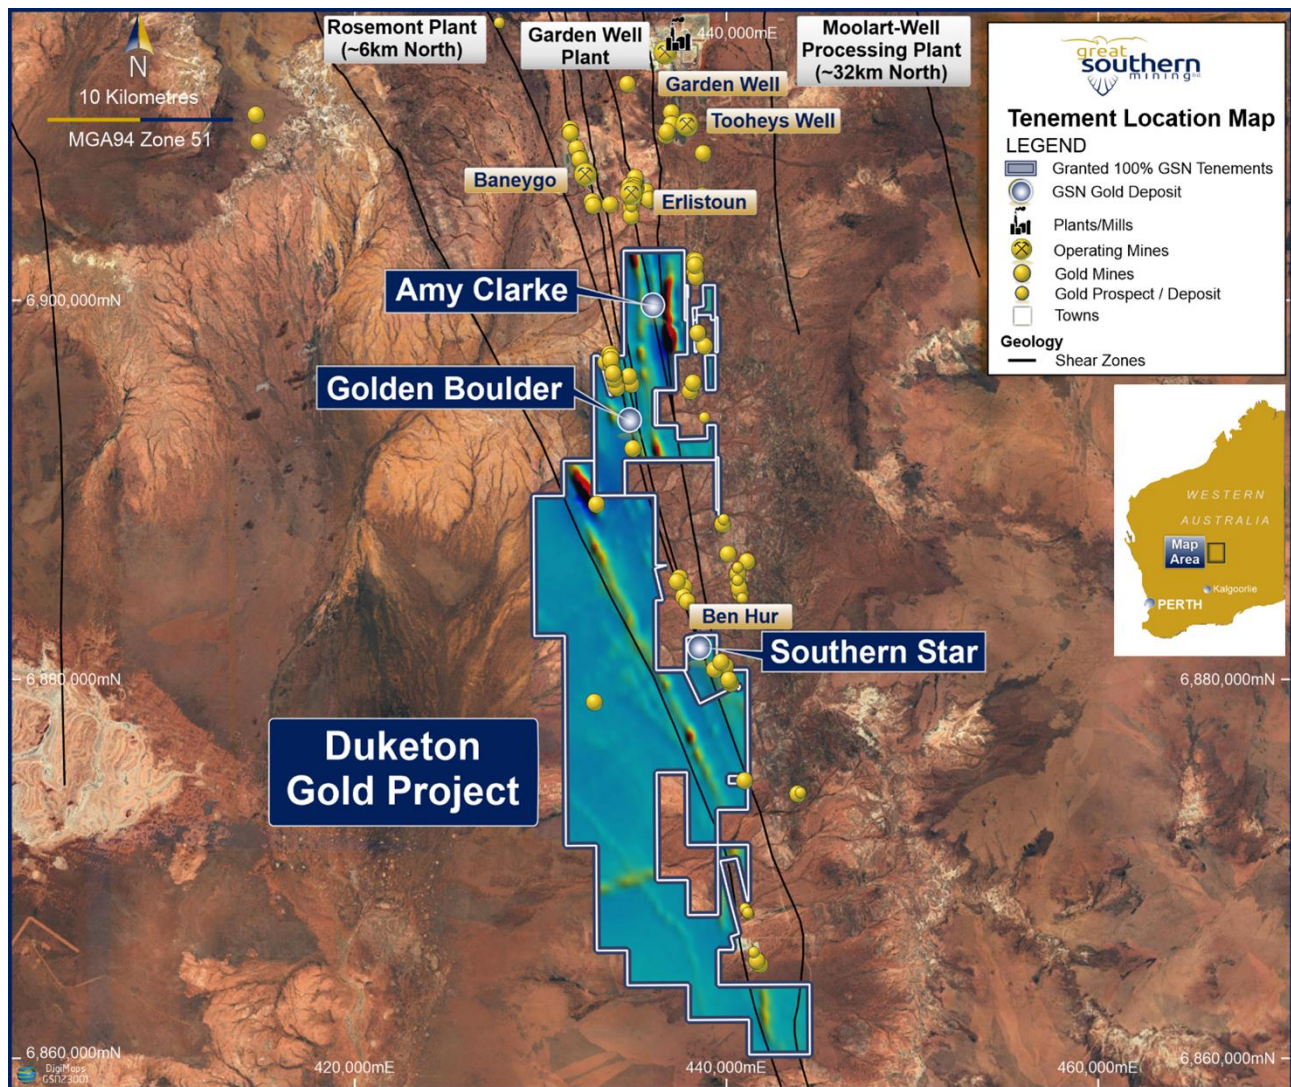 Rosemont Plant
(~6km North)
Garden Well
Plant
440,000mE
Moolart-Well
Processing Plant
(~32km North)
N
10 Kilometres
MGA94 Zone 51
great
southern
mining
Tenement Location Map
LEGEND
Granted 100% GSN Tenements
GSN Gold Deposit
Plants/Mills
Operating Mines
Gold Mines
Gold Prospect / Deposit
Towns
Geology
Shear Zones
Garden Well
Tooheys Well
Baneygo
Erlistoun
6,900,000mN
Amy Clarke
Golden Boulder
WESTERN
AUSTRALIA
Map
Area
Kalgoorlie
PERTH
Ben Hur
Southern Star
6,880,000mN
6,880,000mN
Duketon
Gold Project
6,860,000mN
6,860,000mN
420,000mE
440,000mE
460,000mE
DigiMaps
GSN23001